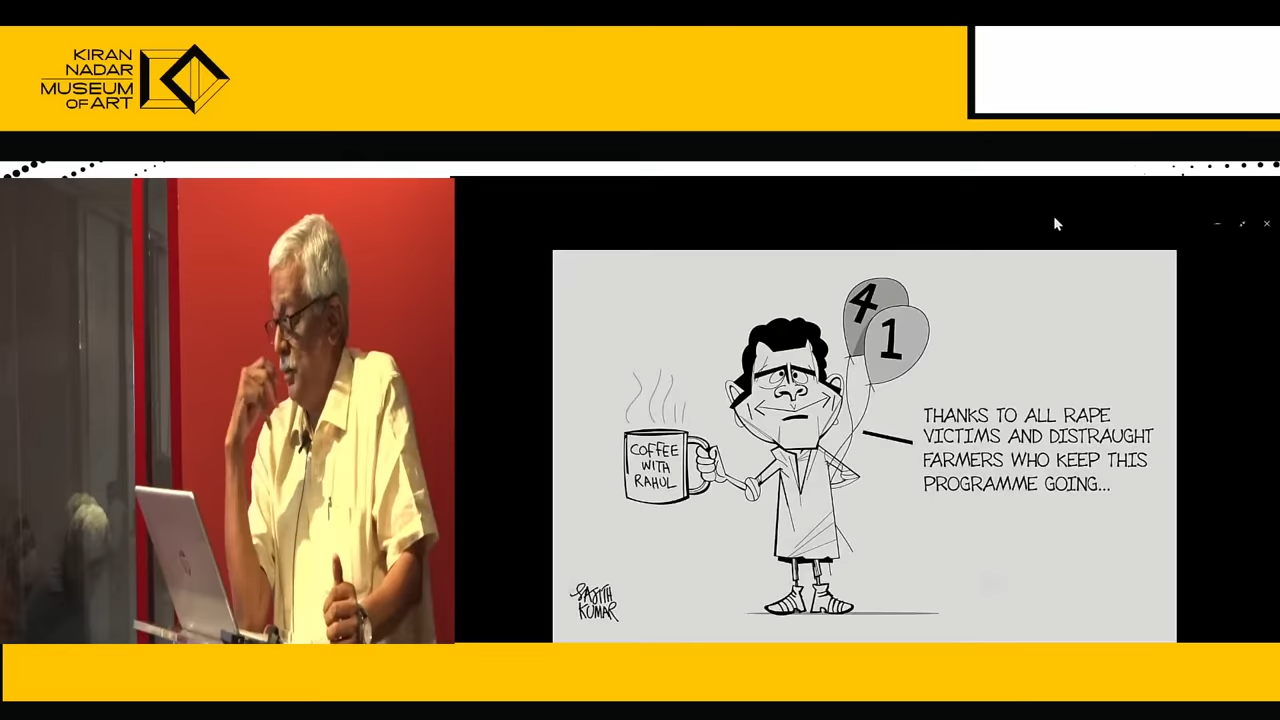 KIRAN
NADAR
MUSEUM
OF ART
4
1
THANKS TO ALL RAPE
VICTIMS AND DISTRAUGHT
FARMERS WHO KEEP THIS
PROGRAMME GOING...
COFFEE
WITH
RAHUL
SAJITH
KUMAR